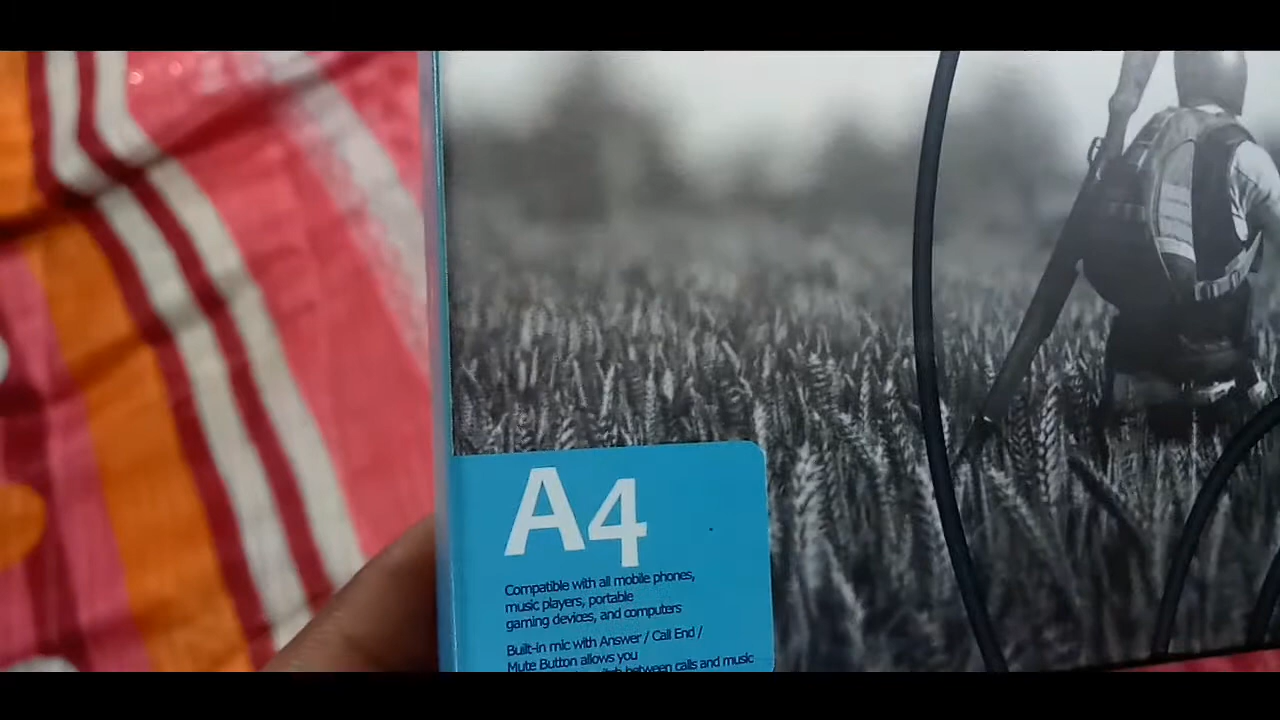 A4
Compatible with all mobile phones,
music players, portable
gaming devices, and computers
Built-in mic with Answer / Call End /
Mute Button allows you
between calls and music